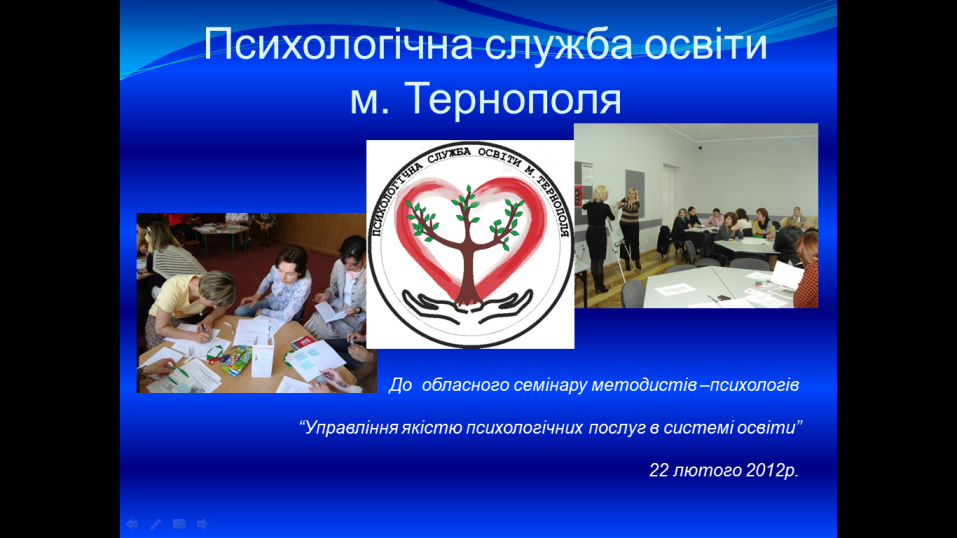 Психологічна служба освіти
м. Тернополя
ПСИХОЛОГІЧНА СЛУЖБА ОСВІТИ М.ТЕРНОПОЛЯ
До обласного семінару методистів –психологів
“Управління якістю психологічних послуг в системі освіти”
22 лютого 2012р.